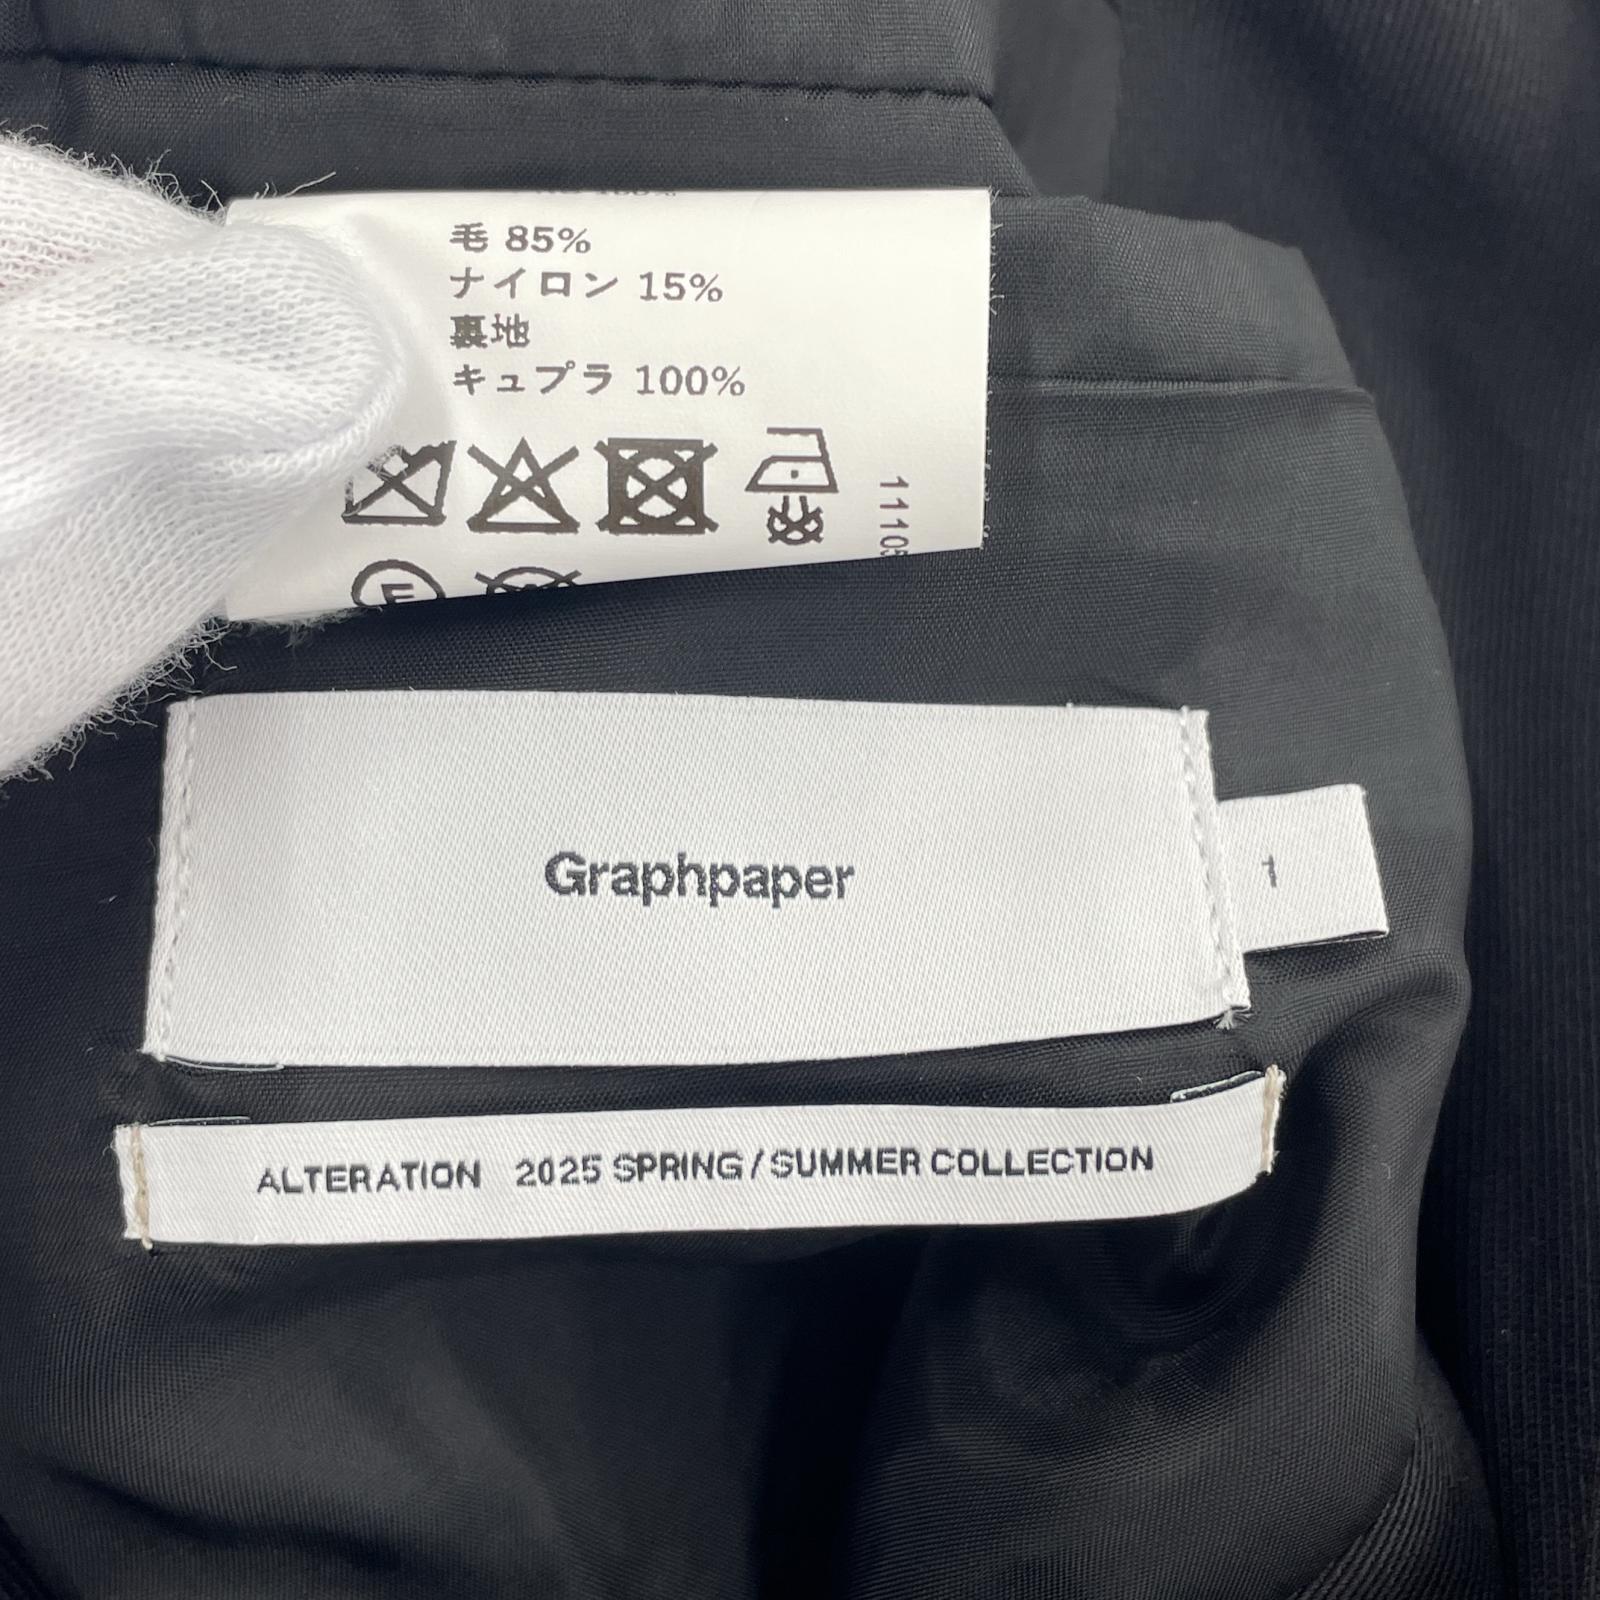 毛 85%
ナイロン 15%
裏地
キュプラ 100%
Graphpaper
1
ALTERATION 2025 SPRING / SUMMER COLLECTION